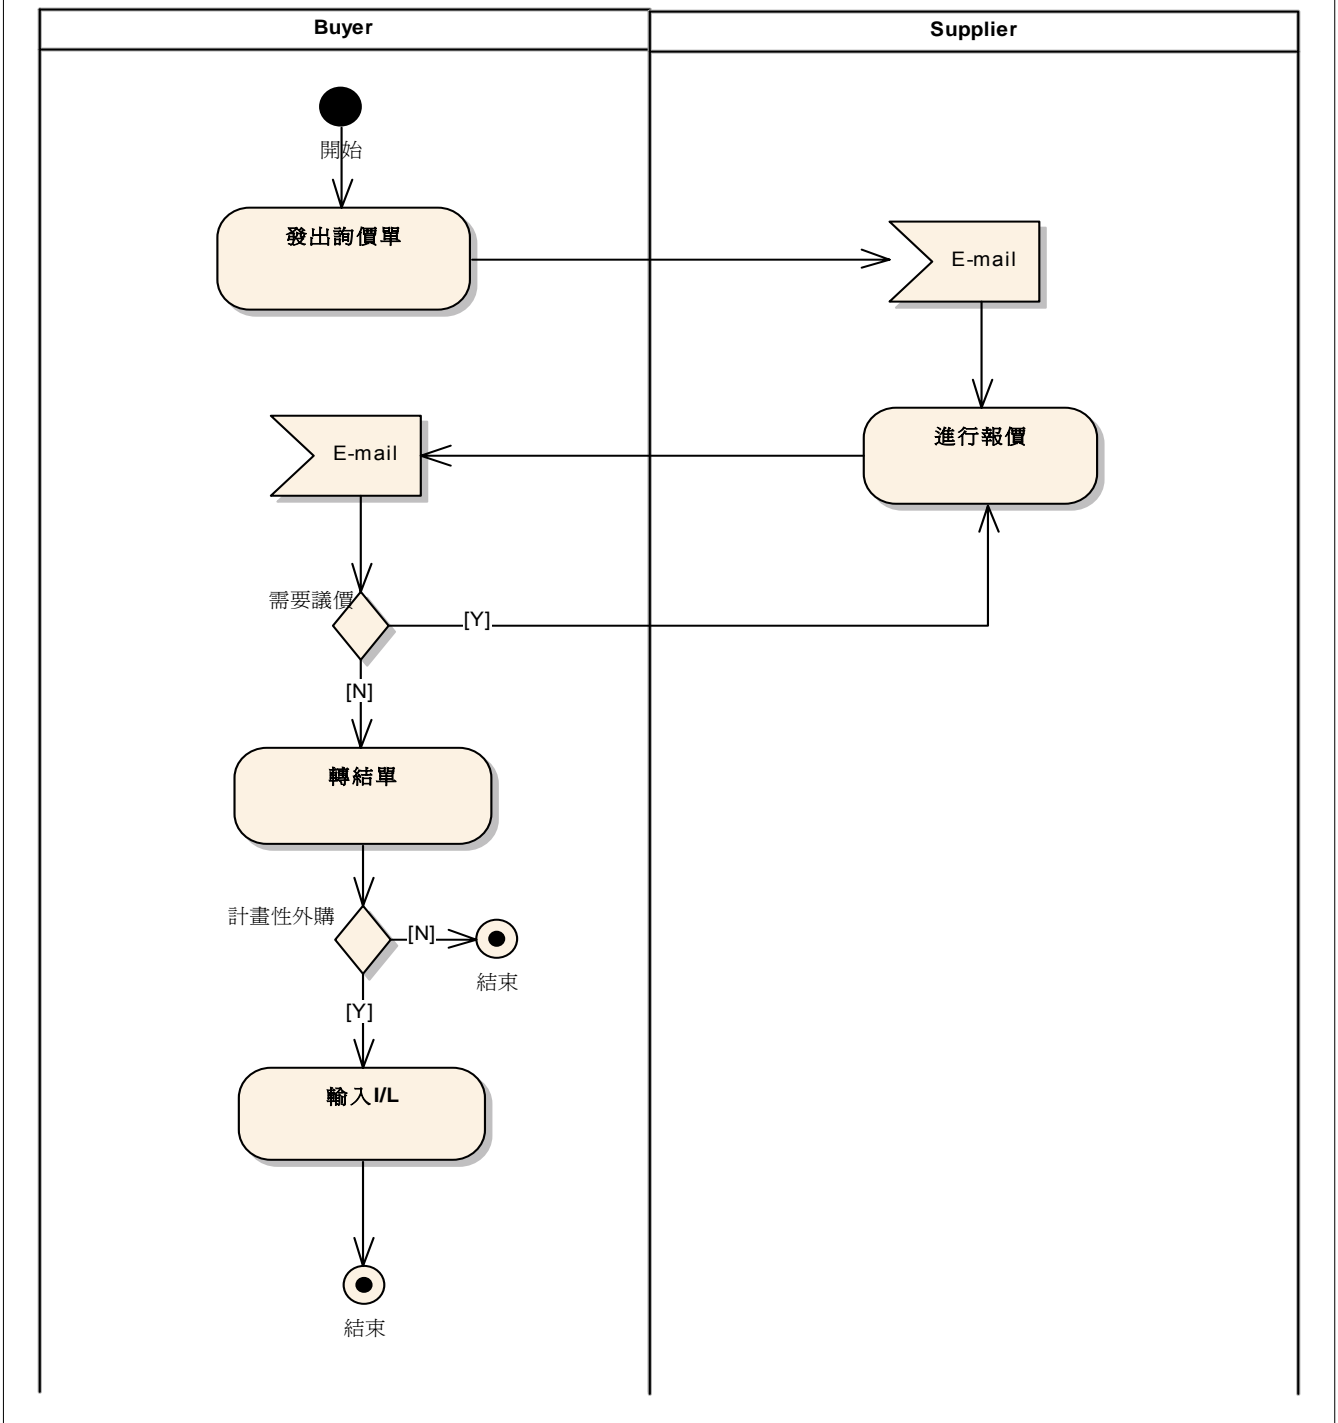 Buyer
Supplier
開始
發出詢價單
E-mail
進行報價
E-mail
需要議價
[Y]
[N]
轉結單
計畫性外購
[N]
結束
[Y]
輸入I/L
結束